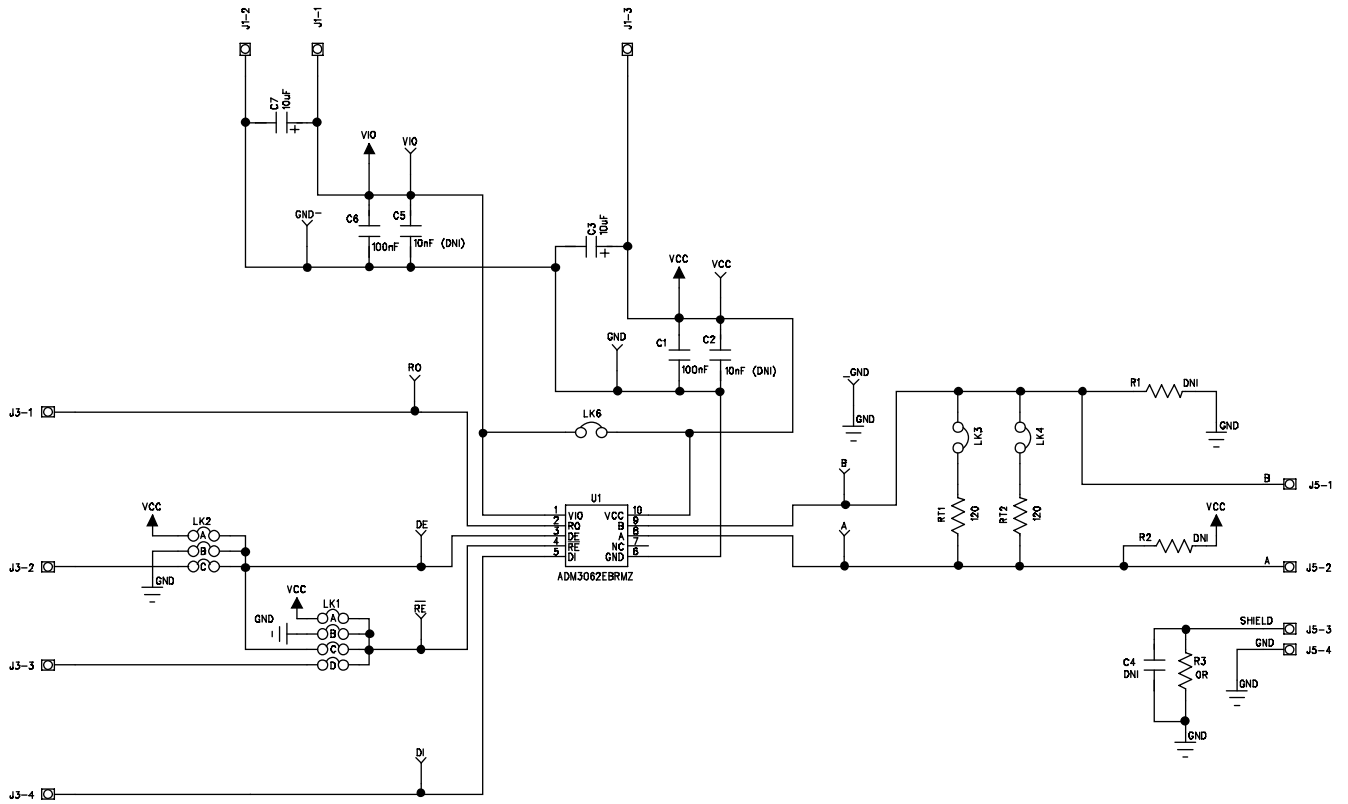 J1-2
J1-1
J1-3
C7
10uF
+
VIO
VIO
GND
C6
100nF
C5
10nF (DNI)
C3
10uF
+
VCC
VCC
GND
C1
100nF
C2
10nF (DNI)
RO
J3-1
LK6
_GND
GND
R1
DNI
GND
LK3
LK4
B
B
J5-1
RT1
120
RT2
120
VCC
LK2
A
B
C
GND
J3-2
DE
U1
1 VIO
2 RO
3 DE
4 RE
5 DI
VCC 10
B 9
A 8
NC 7
GND 6
ADM3062EBRMZ
A
R2
DNI
VCC
A
J5-2
VCC
LK1
A
GND
B
C
D
RE
J3-3
SHIELD
J5-3
GND
J5-4
C4
DNI
R3
0R
GND
GND
DI
J3-4